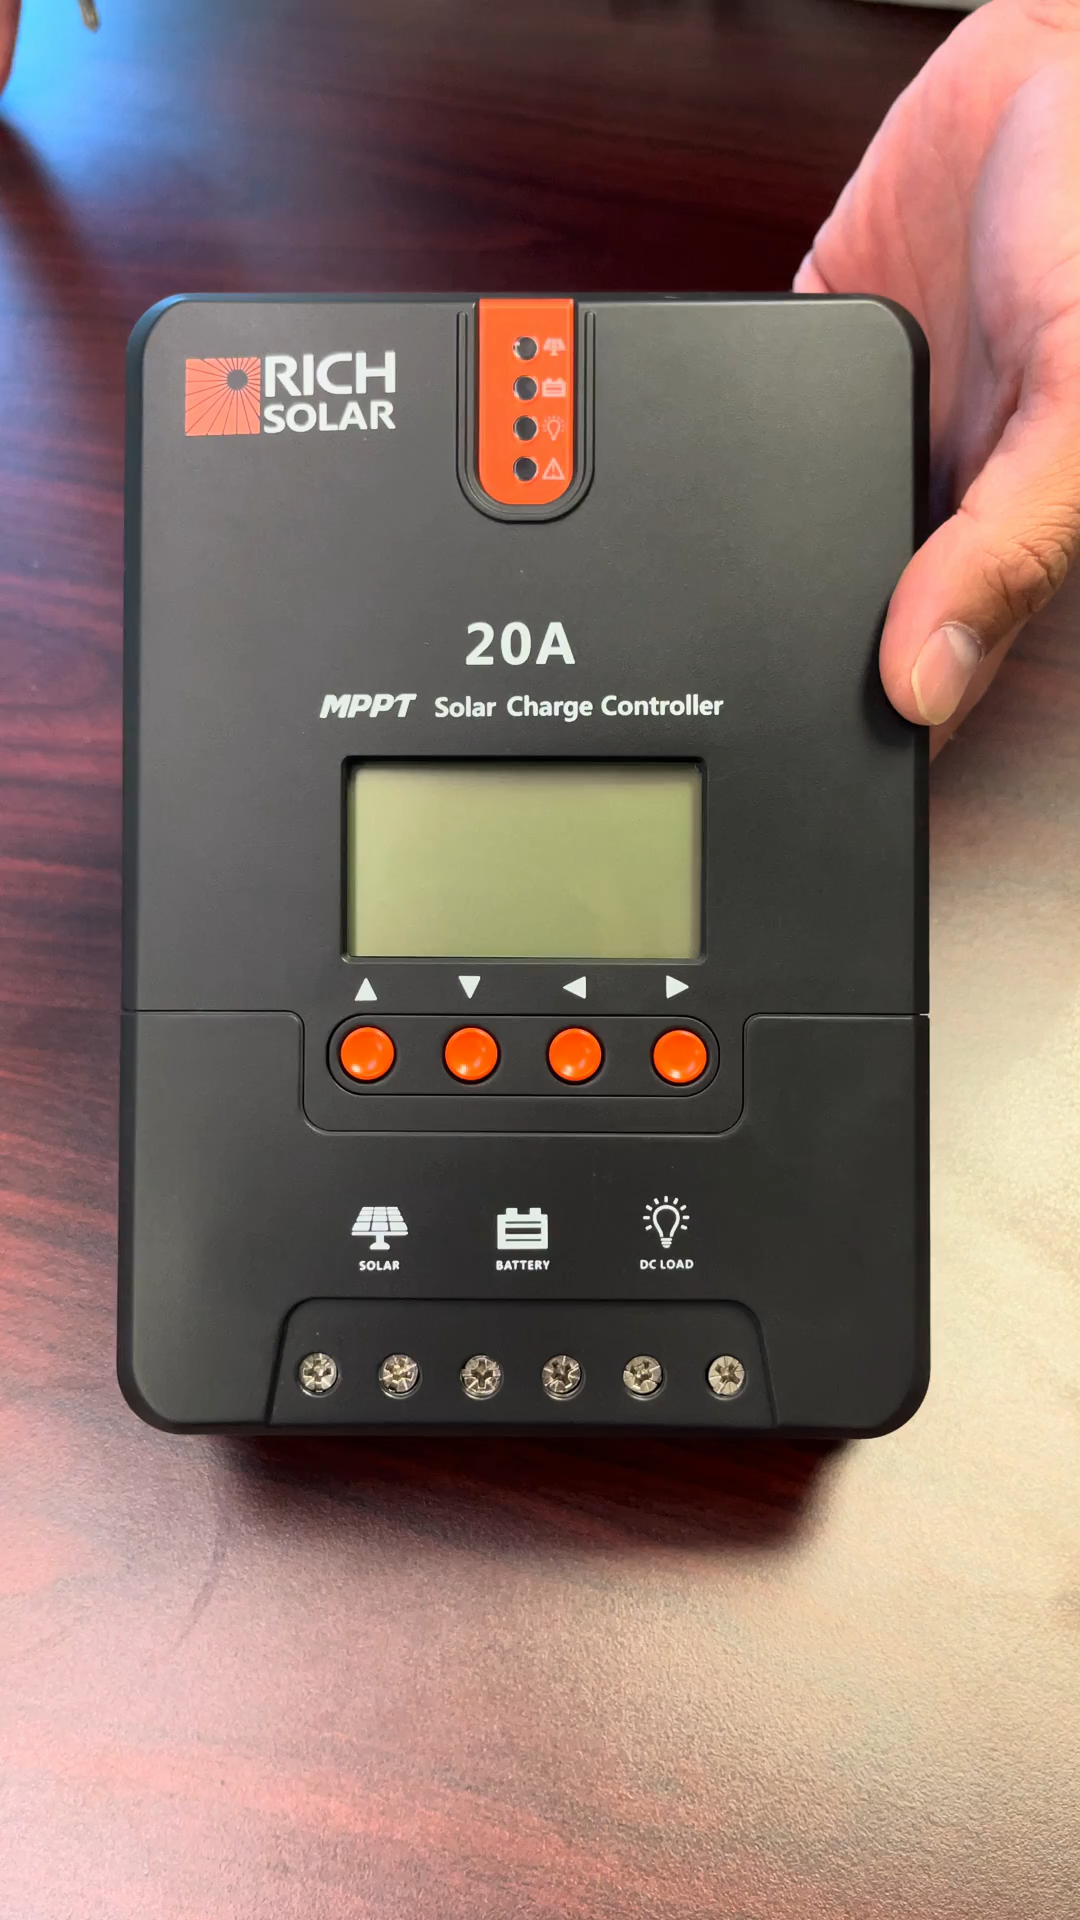 RICH
SOLAR
20A
MPPT Solar Charge Controller
SOLAR
BATTERY
DC LOAD